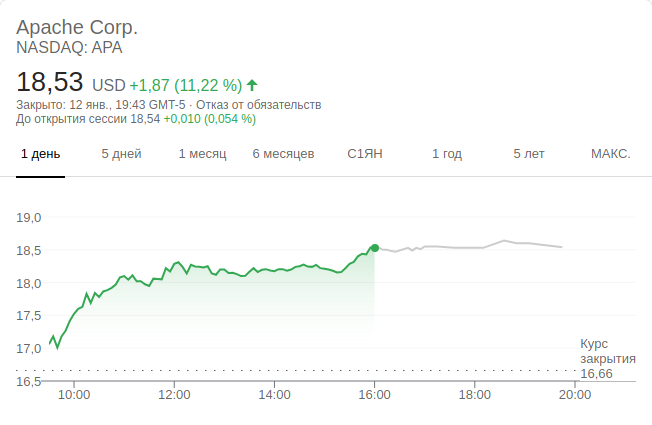 Apache Corp.
NASDAQ: APA
18,53 USD +1,87 (11,22 %)
Закрыто: 12 янв., 19:43 GMT-5 · Отказ от обязательств
До открытия сессии 18,54 +0,010 (0,054 %)
1 день 5 дней 1 месяц 6 месяцев С1ЯН 1 год 5 лет МАКС.
19,0
18,5
18,0
17,5
17,0
Курс
закрытия
16,66
16,5
10:00 12:00 14:00 16:00 18:00 20:00